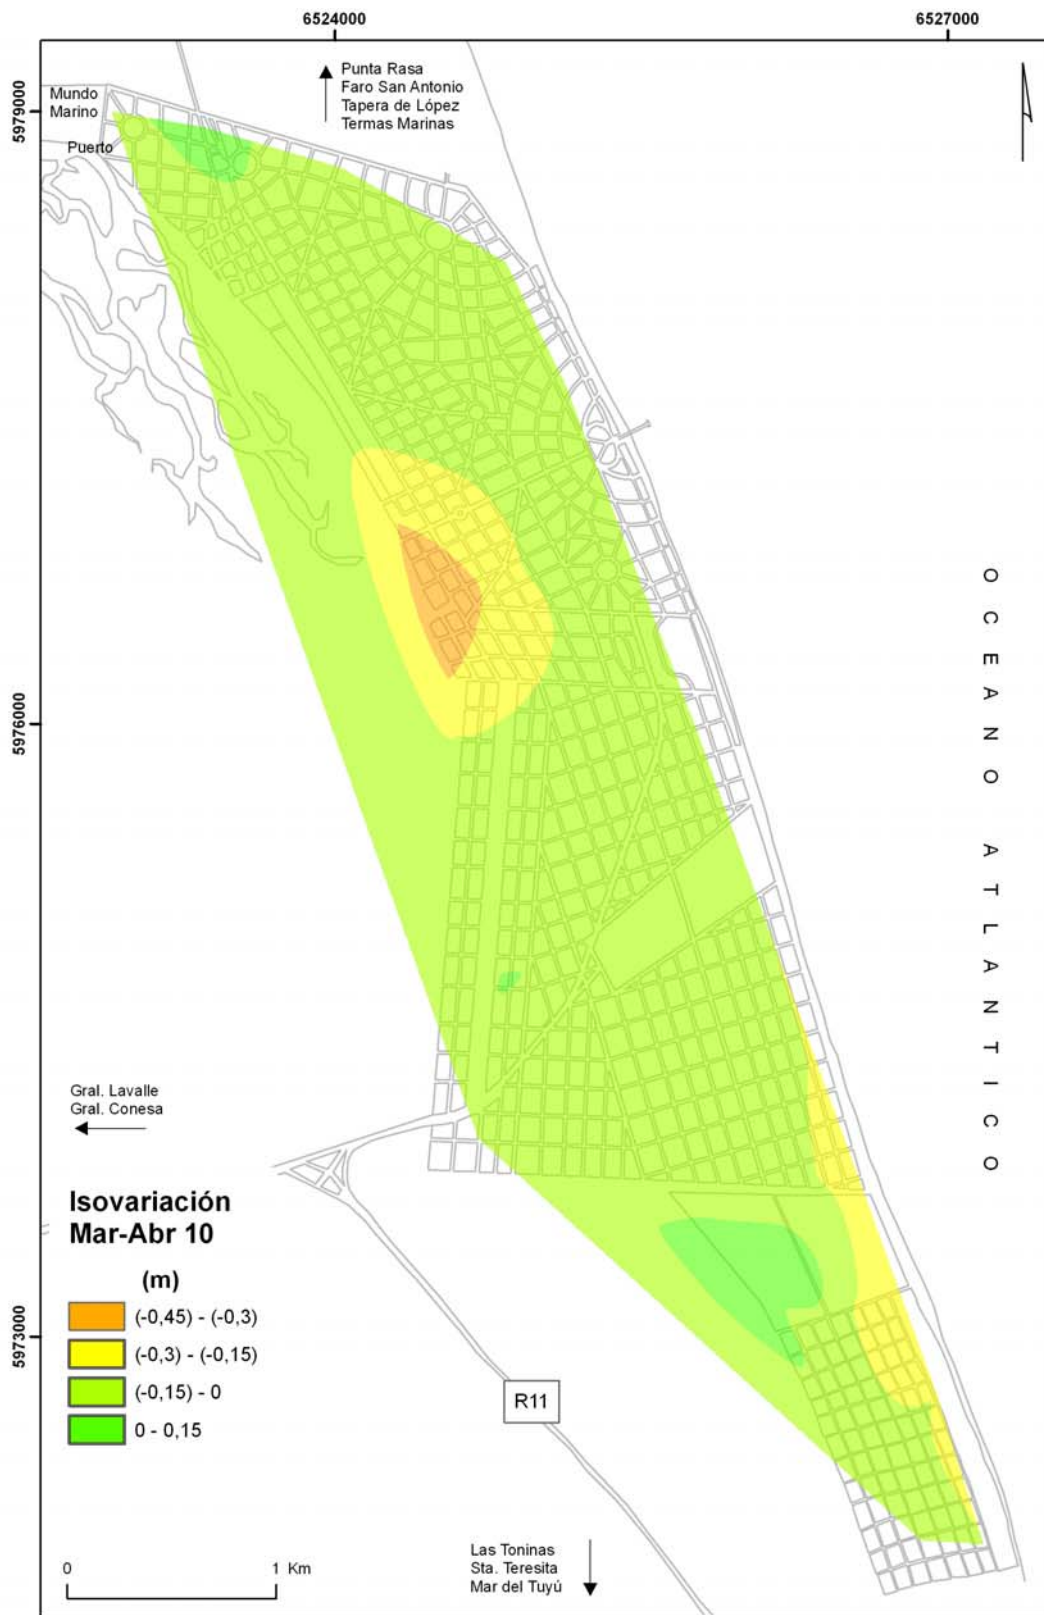 6524000
6527000
5979000
5976000
5973000
Mundo
Marino
Puerto
Punta Rasa
Faro San Antonio
Tapera de López
Termas Marinas
OCEANO ATLANTICO
Gral. Lavalle
Gral. Conesa
Isovariación
Mar-Abr 10
(m)
(-0,45) - (-0,3)
(-0,3) - (-0,15)
(-0,15) - 0
0 - 0,15
R11
0
1 Km
Las Toninas
Sta. Teresita
Mar del Tuyú